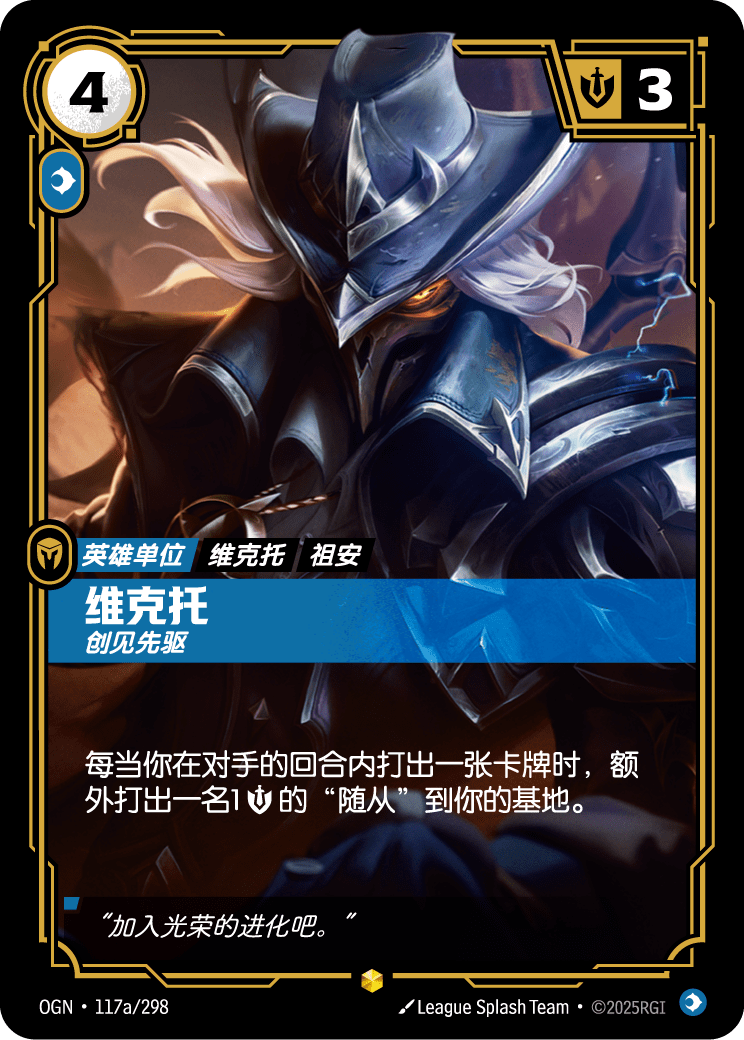 4
3
英雄单位 维克托 祖安
维克托
创见先驱
每当你在对手的回合内打出一张卡牌时，额
外打出一名1的“随从”到你的基地。
“加入光荣的进化吧。”
OGN • 117a/298
League Splash Team • ©2025RGI